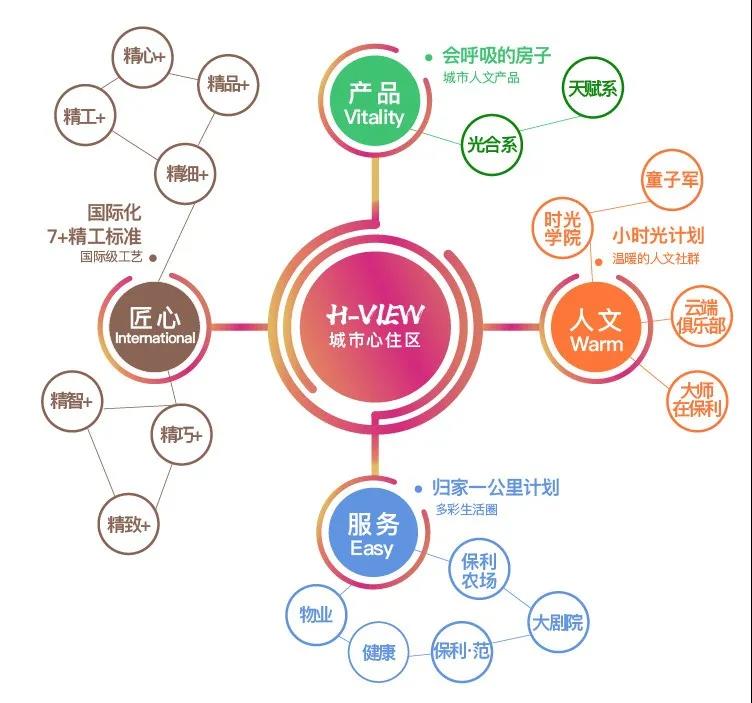 精心+
精品+
精工+
精细+
国际化
7+精工标准
国际级工艺
匠心
International
精智+
精巧+
精致+
产品
Vitality
会呼吸的房子
城市人文产品
光合系
天赋系
H-VIEW
城市心住区
人文
Warm
小时光计划
温暖的人文社群
时光
学院
童子军
云端
俱乐部
大师
在保利
服务
Easy
归家一公里计划
多彩生活圈
保利
农场
大剧院
保利·范
健康
物业